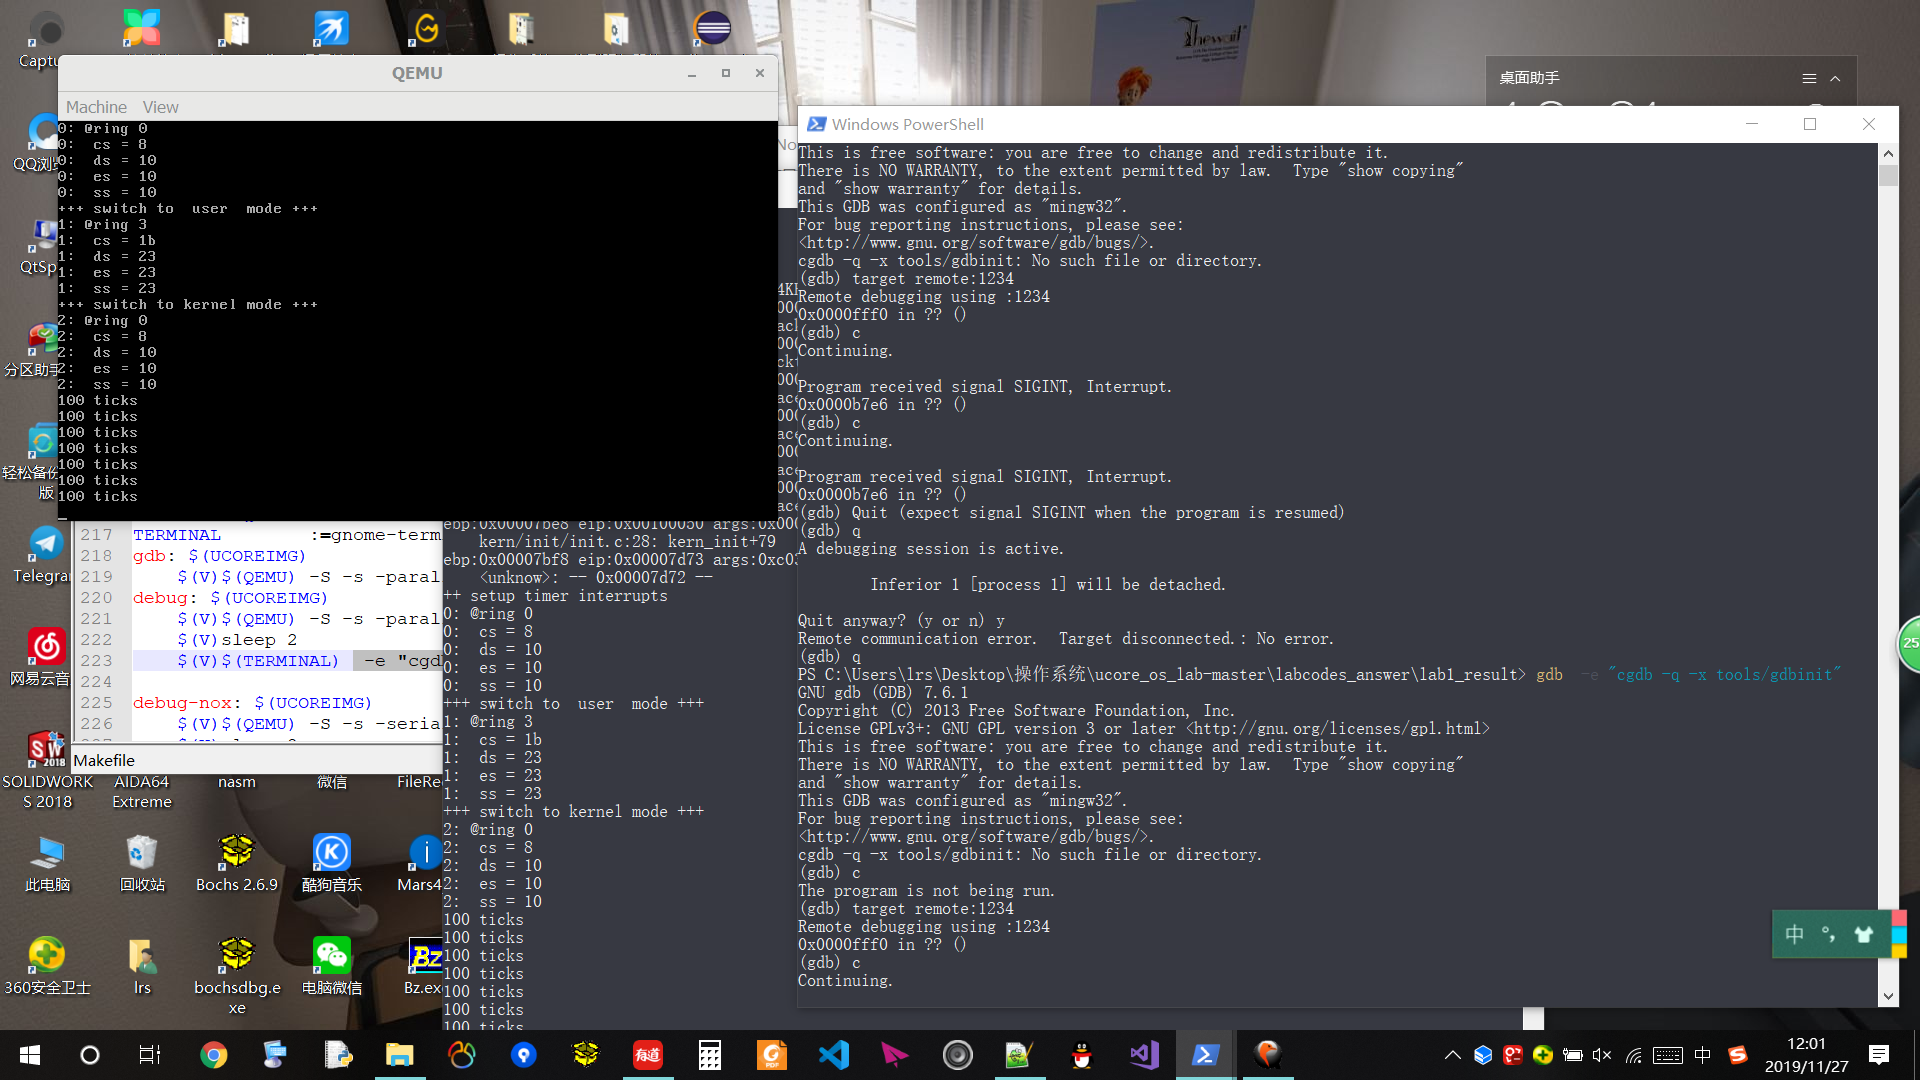 QEMU
Machine View
0: @ring 0
0:  cs = 8
0:  ds = 10
0:  es = 10
0:  ss = 10
+++ switch to  user  mode +++
1: @ring 3
1:  cs = 1b
1:  ds = 23
1:  es = 23
1:  ss = 23
+++ switch to kernel mode +++
2: @ring 0
2:  cs = 8
2:  ds = 10
2:  es = 10
2:  ss = 10
100 ticks
100 ticks
100 ticks
100 ticks
100 ticks
100 ticks
100 ticks
217 TERMINAL :=gnome-term
218 gdb: $(UCOREIMG)
219 $(V)$(QEMU) -S -s -paral
220 debug: $(UCOREIMG)
221 $(V)$(QEMU) -S -s -paral
222 $(V)sleep 2
223 $(V)$(TERMINAL) -e "cgd
224
225 debug-nox: $(UCOREIMG)
226 $(V)$(QEMU) -S -s -seria
Makefile
ebp:0x00007be8 eip:0x00100050 args:0x00
kern/init/init.c:28: kern_init+79
ebp:0x00007bf8 eip:0x00007d73 args:0xc03
<unknow>: -- 0x00007d72 --
++ setup timer interrupts
0: @ring 0
0:  cs = 8
0:  ds = 10
0:  es = 10
0:  ss = 10
+++ switch to  user  mode +++
1: @ring 3
1:  cs = 1b
1:  ds = 23
1:  es = 23
1:  ss = 23
+++ switch to kernel mode +++
2: @ring 0
2:  cs = 8
2:  ds = 10
2:  es = 10
2:  ss = 10
100 ticks
100 ticks
100 ticks
100 ticks
100 ticks
100 ticks
100 ticks
桌面助手
Windows PowerShell
This is free software: you are free to change and redistribute it.
There is NO WARRANTY, to the extent permitted by law.  Type "show copying"
and "show warranty" for details.
This GDB was configured as "mingw32".
For bug reporting instructions, please see:
<http://www.gnu.org/software/gdb/bugs/>.
cgdb -q -x tools/gdbinit: No such file or directory.
(gdb) target remote:1234
Remote debugging using :1234
0x0000fff0 in ?? ()
(gdb) c
Continuing.
Program received signal SIGINT, Interrupt.
0x0000b7e6 in ?? ()
(gdb) c
Continuing.
Program received signal SIGINT, Interrupt.
0x0000b7e6 in ?? ()
(gdb) Quit (expect signal SIGINT when the program is resumed)
(gdb) q
A debugging session is active.
Inferior 1 [process 1] will be detached.
Quit anyway? (y or n) y
Remote communication error.  Target disconnected.: No error.
(gdb) q
PS C:\Users\lrs\Desktop\操作系统\ucore_os_lab-master\labcodes_answer\lab1_result> gdb  -e "cgdb -q -x tools/gdbinit"
GNU gdb (GDB) 7.6.1
Copyright (C) 2013 Free Software Foundation, Inc.
License GPLv3+: GNU GPL version 3 or later <http://gnu.org/licenses/gpl.html>
This is free software: you are free to change and redistribute it.
There is NO WARRANTY, to the extent permitted by law.  Type "show copying"
and "show warranty" for details.
This GDB was configured as "mingw32".
For bug reporting instructions, please see:
<http://www.gnu.org/software/gdb/bugs/>.
cgdb -q -x tools/gdbinit: No such file or directory.
(gdb) c
The program is not being run.
(gdb) target remote:1234
Remote debugging using :1234
0x0000fff0 in ?? ()
(gdb) c
Continuing.
Captu
QQ浏
QtSp
分区助手
轻松备份
版
Telegram
网易云音
SOLIDWORK
S 2018
AIDA64
Extreme
nasm
微信
FileRe
此电脑
回收站
Bochs 2.6.9
酷狗音乐
Mars4
360安全卫士
lrs
bochsdbg.e
xe
电脑微信
Bz.exe
25
中 °,
有道
中
12:01
2019/11/27